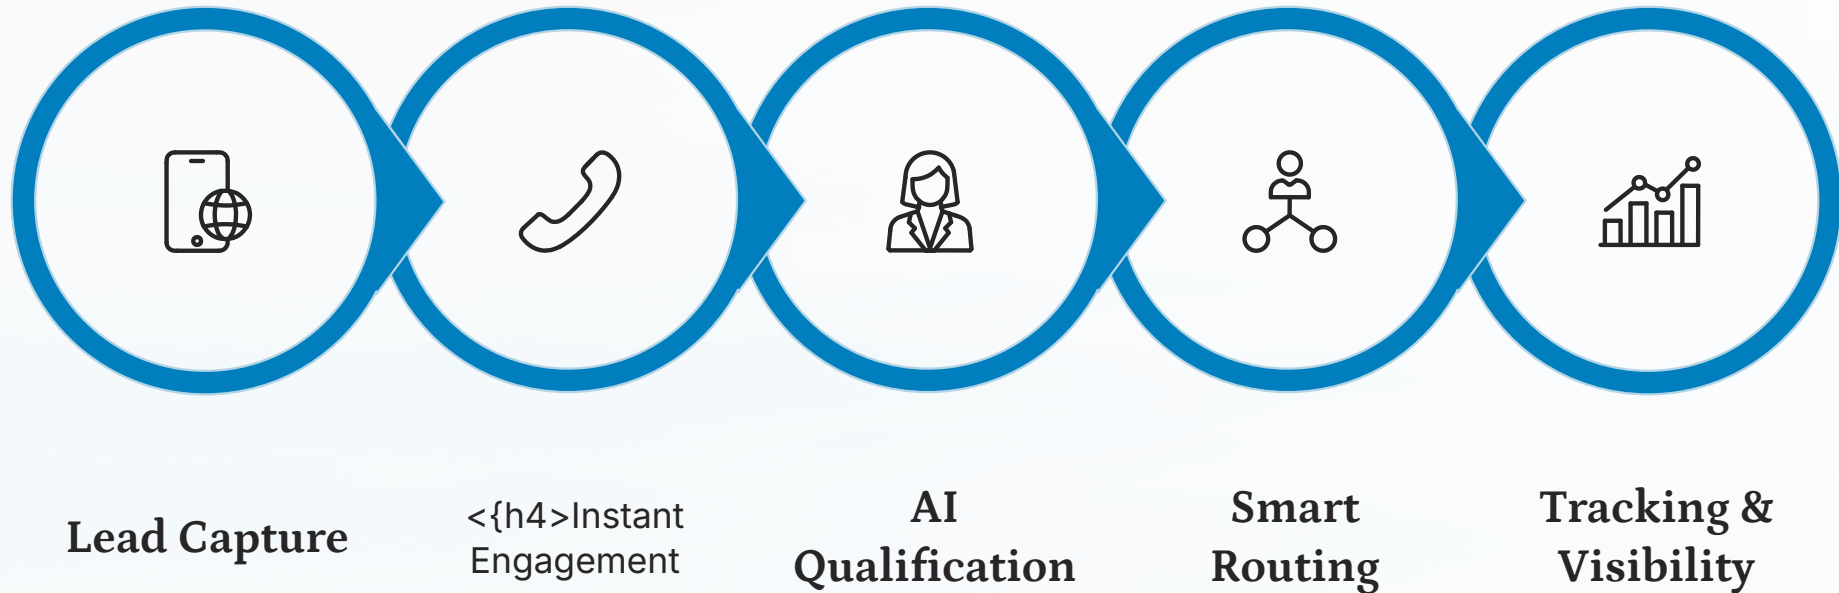 Lead Capture
<{h4>Instant
Engagement
AI
Qualification
Smart
Routing
Tracking &
Visibility